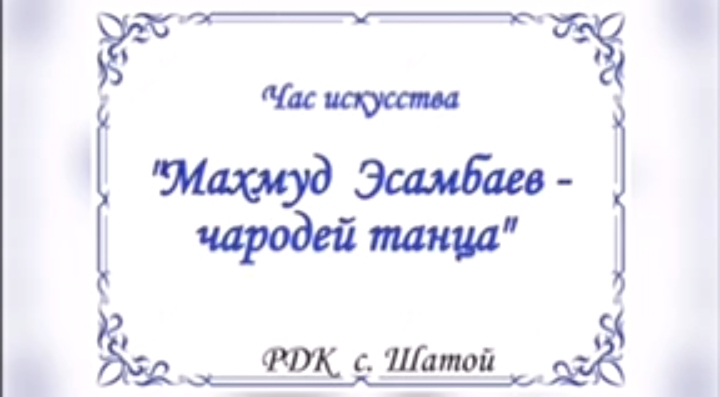 Час искусства
"Махмуд Эсамбаев -
чародей танца"
РДК с. Шатой